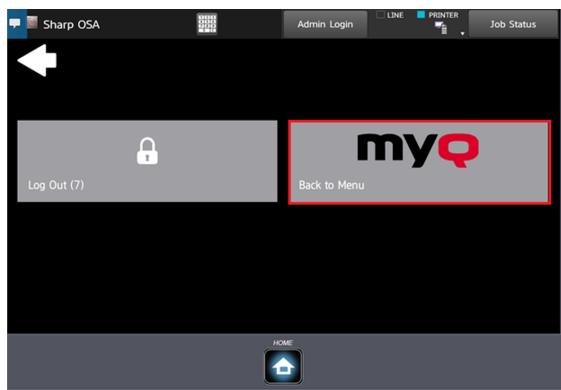 Sharp OSA
Admin Login
LINE
PRINTER
Job Status
myQ
Log Out (7)
Back to Menu
HOME